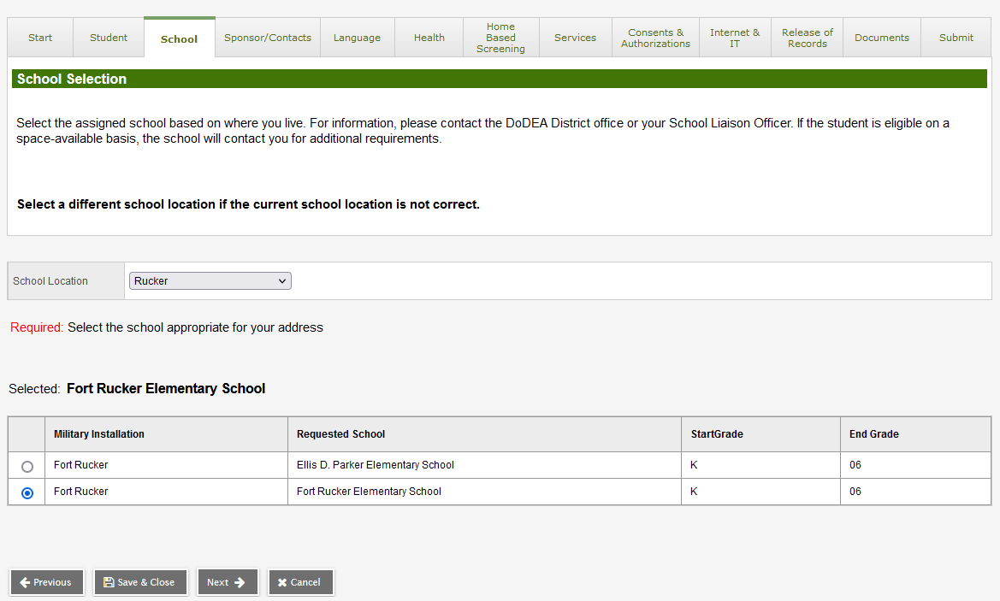 Start
Student
School
Sponsor/Contacts
Language
Health
Home
Based
Screening
Services
Consents &
Authorizations
Internet &
IT
Release of
Records
Documents
Submit
School Selection
Select the assigned school based on where you live. For information, please contact the DoDEA District office or your School Liaison Officer. If the student is eligible on a
space-available basis, the school will contact you for additional requirements.
Select a different school location if the current school location is not correct.
School Location
Rucker
Required: Select the school appropriate for your address
Selected: Fort Rucker Elementary School
Military Installation Requested School StartGrade End Grade
Fort Rucker Ellis D. Parker Elementary School K 06
Fort Rucker Fort Rucker Elementary School K 06
Previous
Save & Close
Next
Cancel